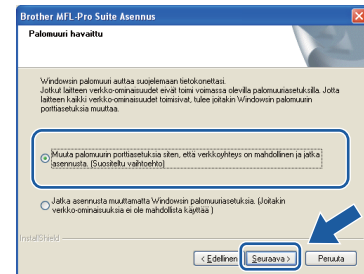 Brother MFL-Pro Suite Asennus
Palomuuri havaittu
Windowsin palomuuri auttaa suojelemaan tietokonettasi.
Jotkut laitteen verkko-ominaisuudet eivät toimi voimassa olevilla palomuuriasetuksilla. Jotta
laitteen kaikki verkko-ominaisuudet toimisivat, tulee joitakin Windowsin palomuurin
porttiasetuksia muuttaa.
Muuta palomuurin porttiasetuksia siten, että verkkoyhteys on mahdollinen ja jatka
asennusta. (Suositeltu vaihtoehto)
Jatka asennusta muuttamatta Windowsin palomuuriasetuksia. (Joitakin
verkko-ominaisuuksia ei ole mahdollista käyttää )
InstallShield
< Edellinen Seuraava > Peruuta